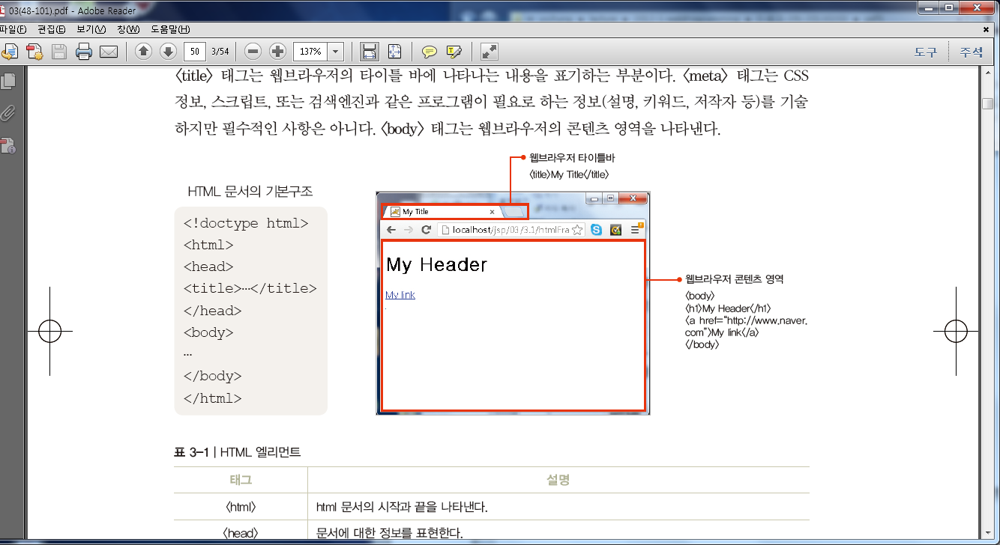 03(48-101).pdf - Adobe Reader
파일(F) 편집(E) 보기(V) 창(W) 도움말(H)
50 3/54 137% 도구 주석
〈title〉 태그는 웹브라우저의 타이틀 바에 나타나는 내용을 표기하는 부분이다. 〈meta〉 태그는 CSS
정보, 스크립트, 또는 검색엔진과 같은 프로그램이 필요로 하는 정보(설명, 키워드, 저작자 등)를 기술
하지만 필수적인 사항은 아니다. 〈body〉 태그는 웹브라우저의 콘텐츠 영역을 나타낸다.
웹브라우저 타이틀바
〈title〉My Title〈/title〉
HTML 문서의 기본구조
<!doctype html>
<html>
<head>
<title>…</title>
</head>
<body>
…
</body>
</html>
My Title
localhost/jsp/03/3.1/htmlFra
My Header
My link
웹브라우저 콘텐츠 영역
〈body〉
〈h1〉My Header〈/h1〉
〈a href="http://www.naver.
com"〉My link〈/a〉
〈/body〉
표 3-1 | HTML 엘리먼트
태그 설명
〈html〉 html 문서의 시작과 끝을 나타낸다.
〈head〉 문서에 대한 정보를 표현한다.